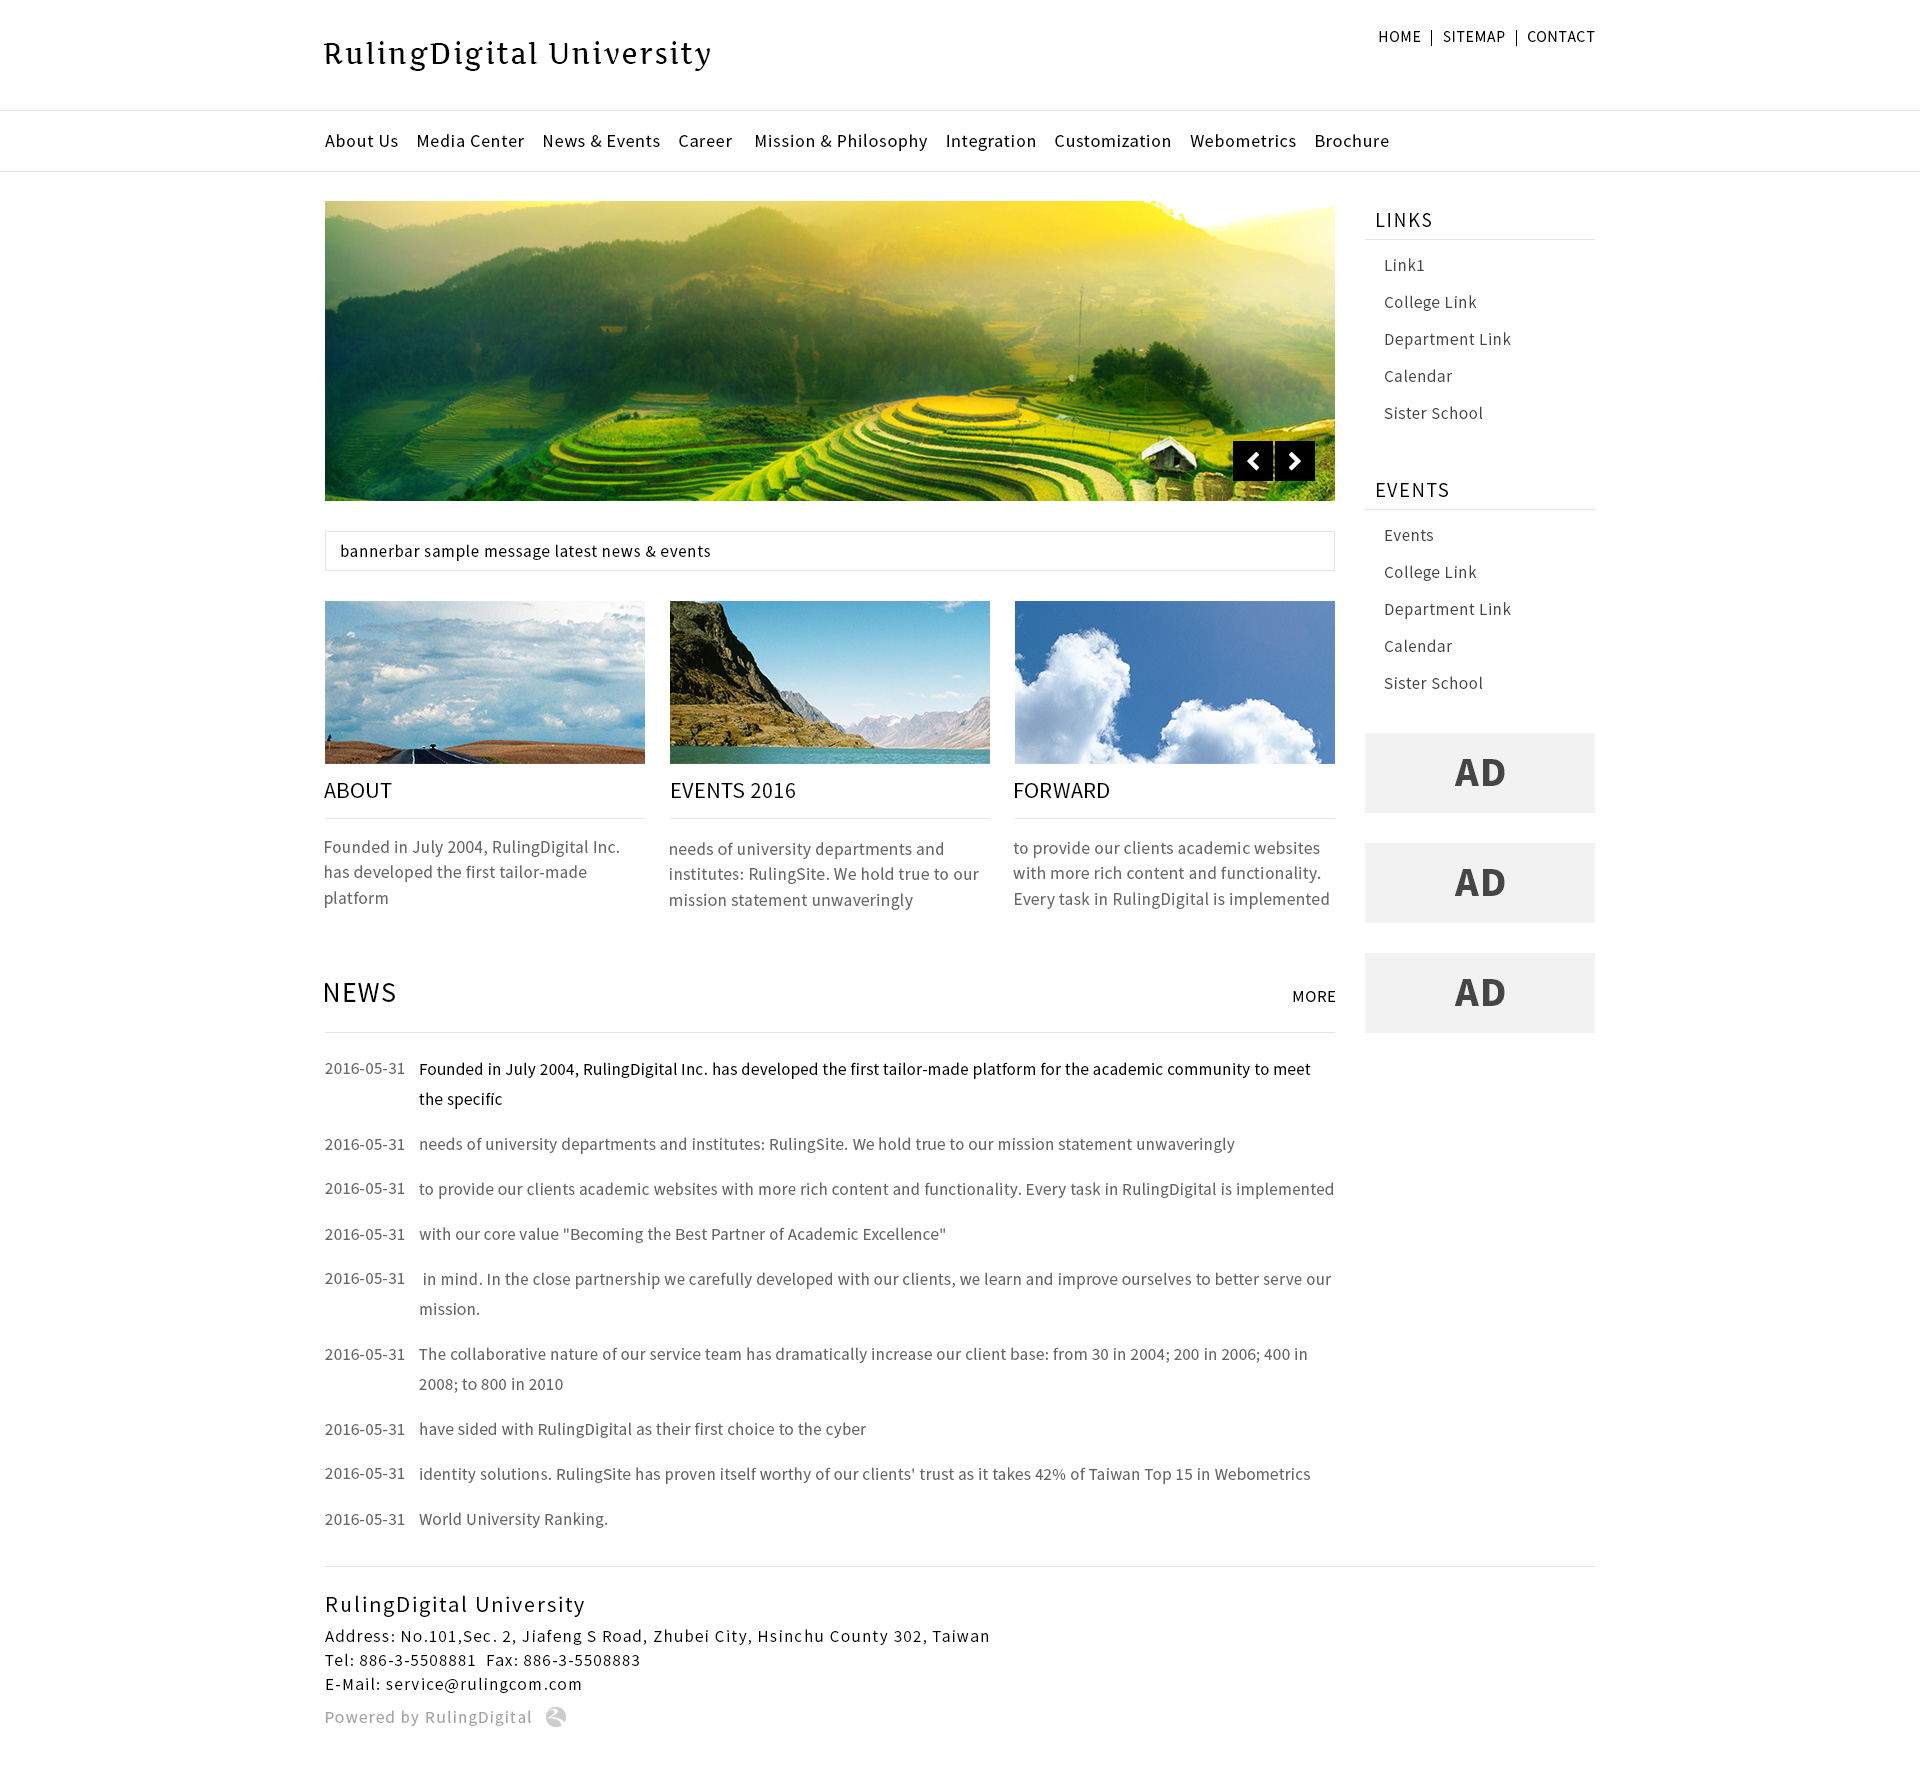 RulingDigital University
HOME | SITEMAP | CONTACT
About Us Media Center News & Events Career Mission & Philosophy Integration Customization Webometrics Brochure
bannerbar sample message latest news & events
ABOUT
Founded in July 2004, RulingDigital Inc.
has developed the first tailor-made
platform
EVENTS 2016
needs of university departments and
institutes: RulingSite. We hold true to our
mission statement unwaveringly
FORWARD
to provide our clients academic websites
with more rich content and functionality.
Every task in RulingDigital is implemented
NEWS
MORE
2016-05-31 Founded in July 2004, RulingDigital Inc. has developed the first tailor-made platform for the academic community to meet
the specific
2016-05-31 needs of university departments and institutes: RulingSite. We hold true to our mission statement unwaveringly
2016-05-31 to provide our clients academic websites with more rich content and functionality. Every task in RulingDigital is implemented
2016-05-31 with our core value "Becoming the Best Partner of Academic Excellence"
2016-05-31 in mind. In the close partnership we carefully developed with our clients, we learn and improve ourselves to better serve our
mission.
2016-05-31 The collaborative nature of our service team has dramatically increase our client base: from 30 in 2004; 200 in 2006; 400 in
2008; to 800 in 2010
2016-05-31 have sided with RulingDigital as their first choice to the cyber
2016-05-31 identity solutions. RulingSite has proven itself worthy of our clients' trust as it takes 42% of Taiwan Top 15 in Webometrics
2016-05-31 World University Ranking.
LINKS
Link1
College Link
Department Link
Calendar
Sister School
EVENTS
Events
College Link
Department Link
Calendar
Sister School
AD
AD
AD
RulingDigital University
Address: No.101,Sec. 2, Jiafeng S Road, Zhubei City, Hsinchu County 302, Taiwan
Tel: 886-3-5508881 Fax: 886-3-5508883
E-Mail: service@rulingcom.com
Powered by RulingDigital